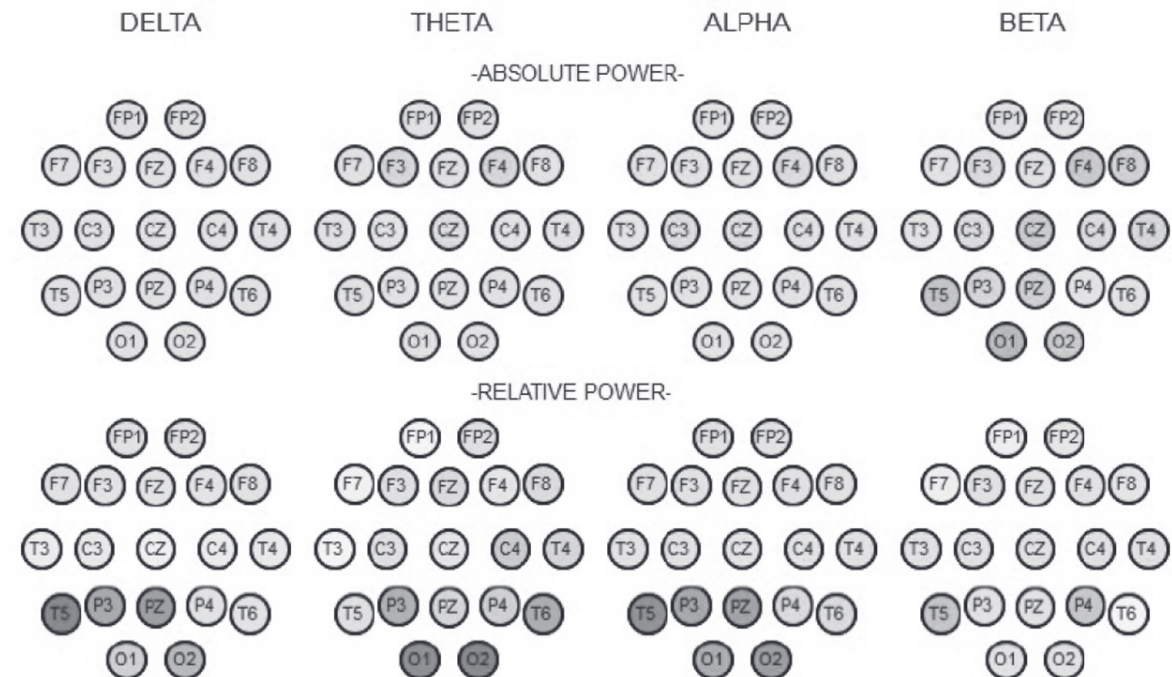 DELTA THETA ALPHA BETA
-ABSOLUTE POWER-
FP1 FP2 FP1 FP2 FP1 FP2 FP1 FP2
F7 F3 FZ F4 F8 F7 F3 FZ F4 F8 F7 F3 FZ F4 F8 F7 F3 FZ F4 F8
T3 C3 CZ C4 T4 T3 C3 CZ C4 T4 T3 C3 CZ C4 T4 T3 C3 CZ C4 T4
T5 P3 PZ P4 T6 T5 P3 PZ P4 T6 T5 P3 PZ P4 T6 T5 P3 PZ P4 T6
O1 O2 O1 O2 O1 O2 O1 O2
-RELATIVE POWER-
FP1 FP2 FP1 FP2 FP1 FP2 FP1 FP2
F7 F3 FZ F4 F8 F7 F3 FZ F4 F8 F7 F3 FZ F4 F8 F7 F3 FZ F4 F8
T3 C3 CZ C4 T4 T3 C3 CZ C4 T4 T3 C3 CZ C4 T4 T3 C3 CZ C4 T4
T5 P3 PZ P4 T6 T5 P3 PZ P4 T6 T5 P3 PZ P4 T6 T5 P3 PZ P4 T6
O1 O2 O1 O2 O1 O2 O1 O2